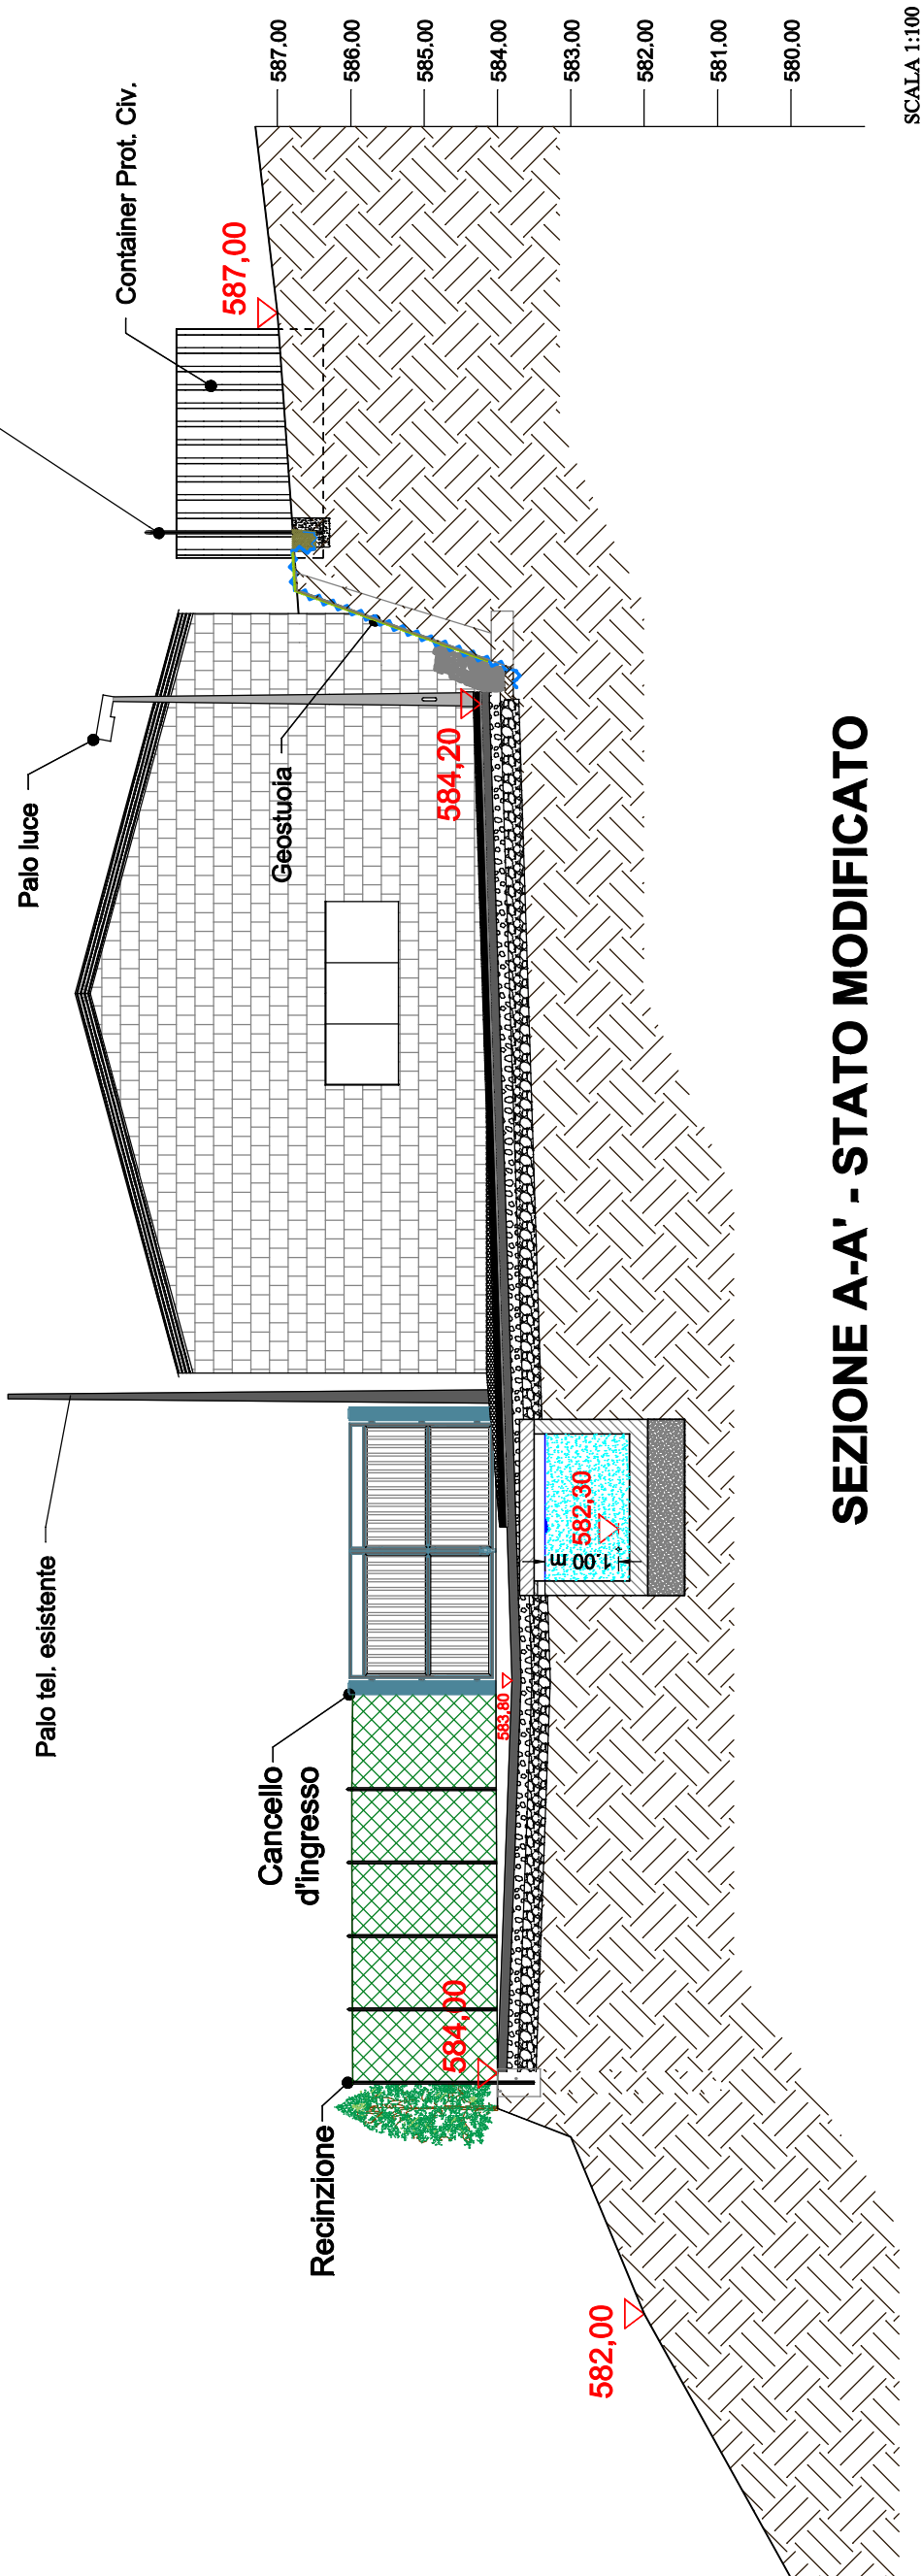 Palo tel. esistente
Palo luce
Container Prot. Civ.
Recinzione
Cancello
d'ingresso
Geostuoia
587,00
584,20
584,00
583,80
582,30
1.00 m
582,00
587.00
586.00
585.00
584.00
583.00
582.00
581.00
580.00
SEZIONE A-A' - STATO MODIFICATO
SCALA 1:100